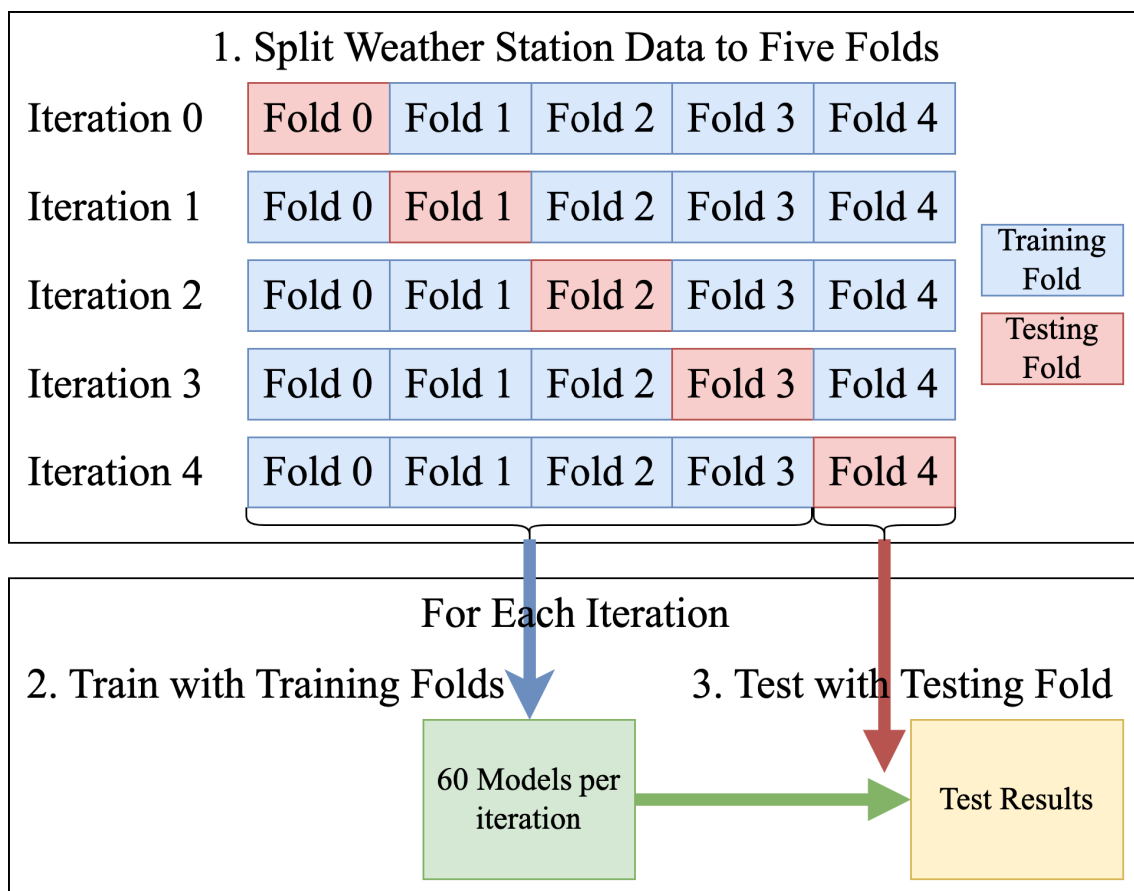 1. Split Weather Station Data to Five Folds
Iteration 0 Fold 0 Fold 1 Fold 2 Fold 3 Fold 4
Iteration 1 Fold 0 Fold 1 Fold 2 Fold 3 Fold 4
Training
Fold
Iteration 2 Fold 0 Fold 1 Fold 2 Fold 3 Fold 4
Testing
Fold
Iteration 3 Fold 0 Fold 1 Fold 2 Fold 3 Fold 4
Iteration 4 Fold 0 Fold 1 Fold 2 Fold 3 Fold 4
For Each Iteration
2. Train with Training Folds
3. Test with Testing Fold
60 Models per
iteration
Test Results